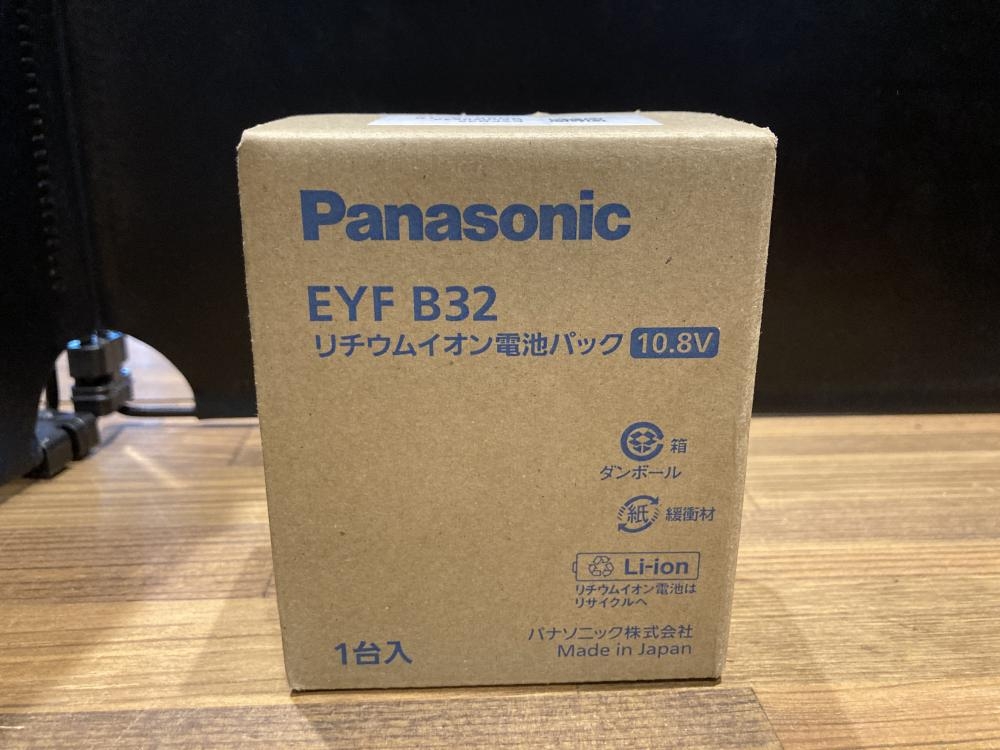 Panasonic
EYF B32
リチウムイオン電池パック 10.8V
箱
ダンボール
紙 緩衝材
Li-ion
リチウムイオン電池は
リサイクルへ
1台入
パナソニック株式会社
Made in Japan